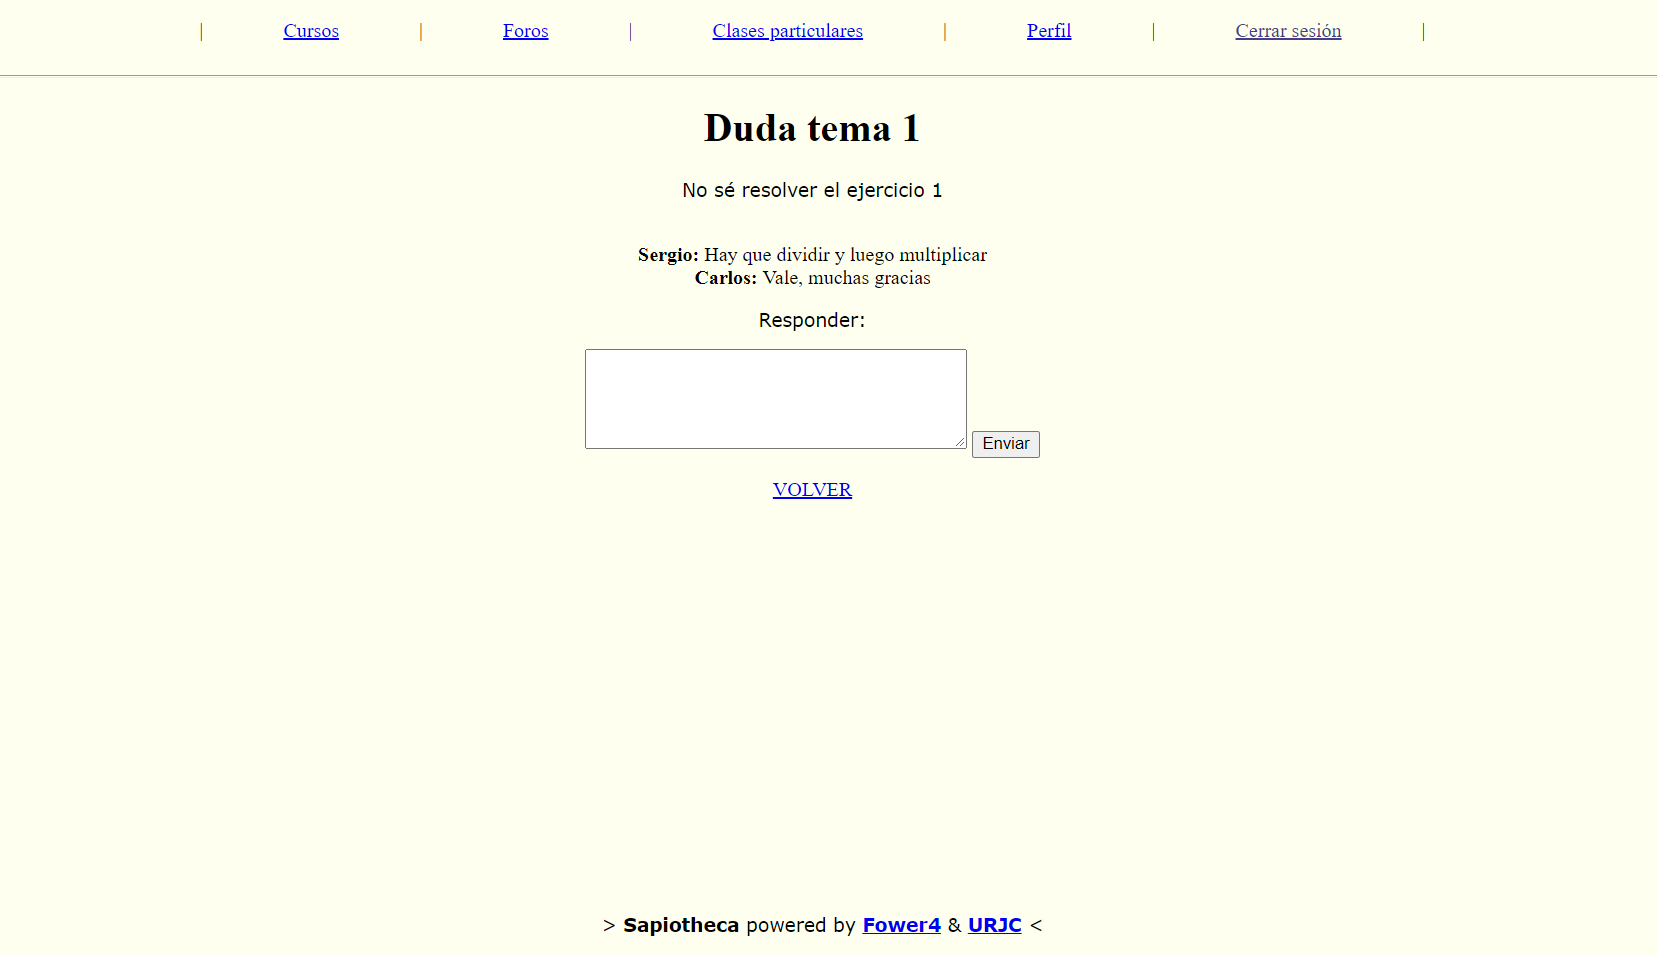 | Cursos | Foros | Clases particulares | Perfil | Cerrar sesión |
Duda tema 1
No sé resolver el ejercicio 1
Sergio: Hay que dividir y luego multiplicar
Carlos: Vale, muchas gracias
Responder:
Enviar
VOLVER
> Sapiotheca powered by Fower4 & URJC <